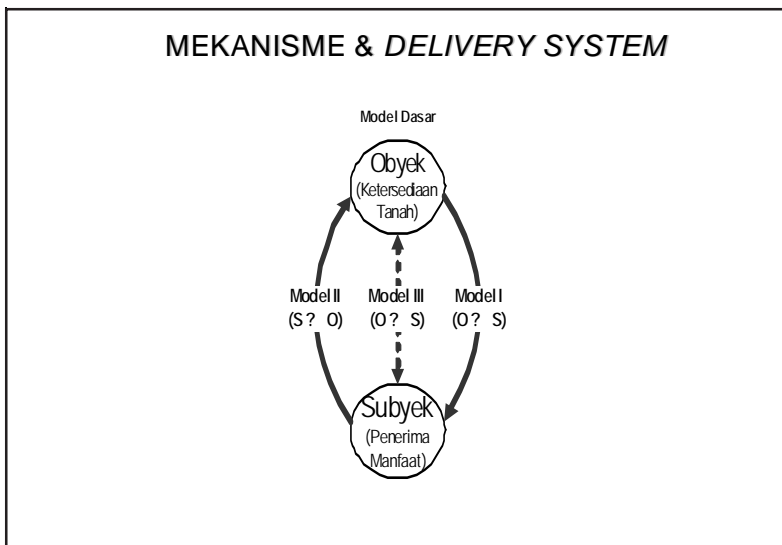 MEKANISME & DELIVERY SYSTEM
Model Dasar
Obyek
(Ketersediaan
Tanah)
Model II
(S ? O)
Model III
(O ? S)
Model I
(O ? S)
Subyek
(Penerima
Manfaat)